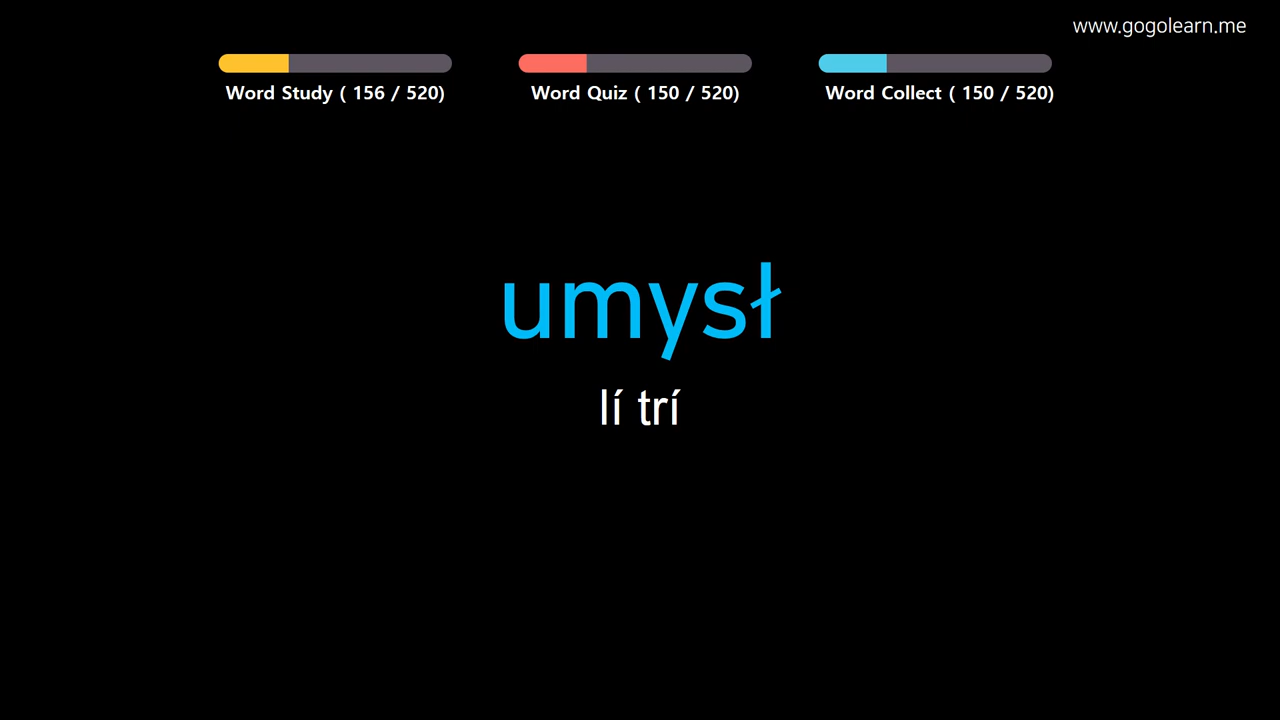 www.gogolearn.me
Word Study ( 156 / 520)
Word Quiz ( 150 / 520)
Word Collect ( 150 / 520)
umysł
lí trí